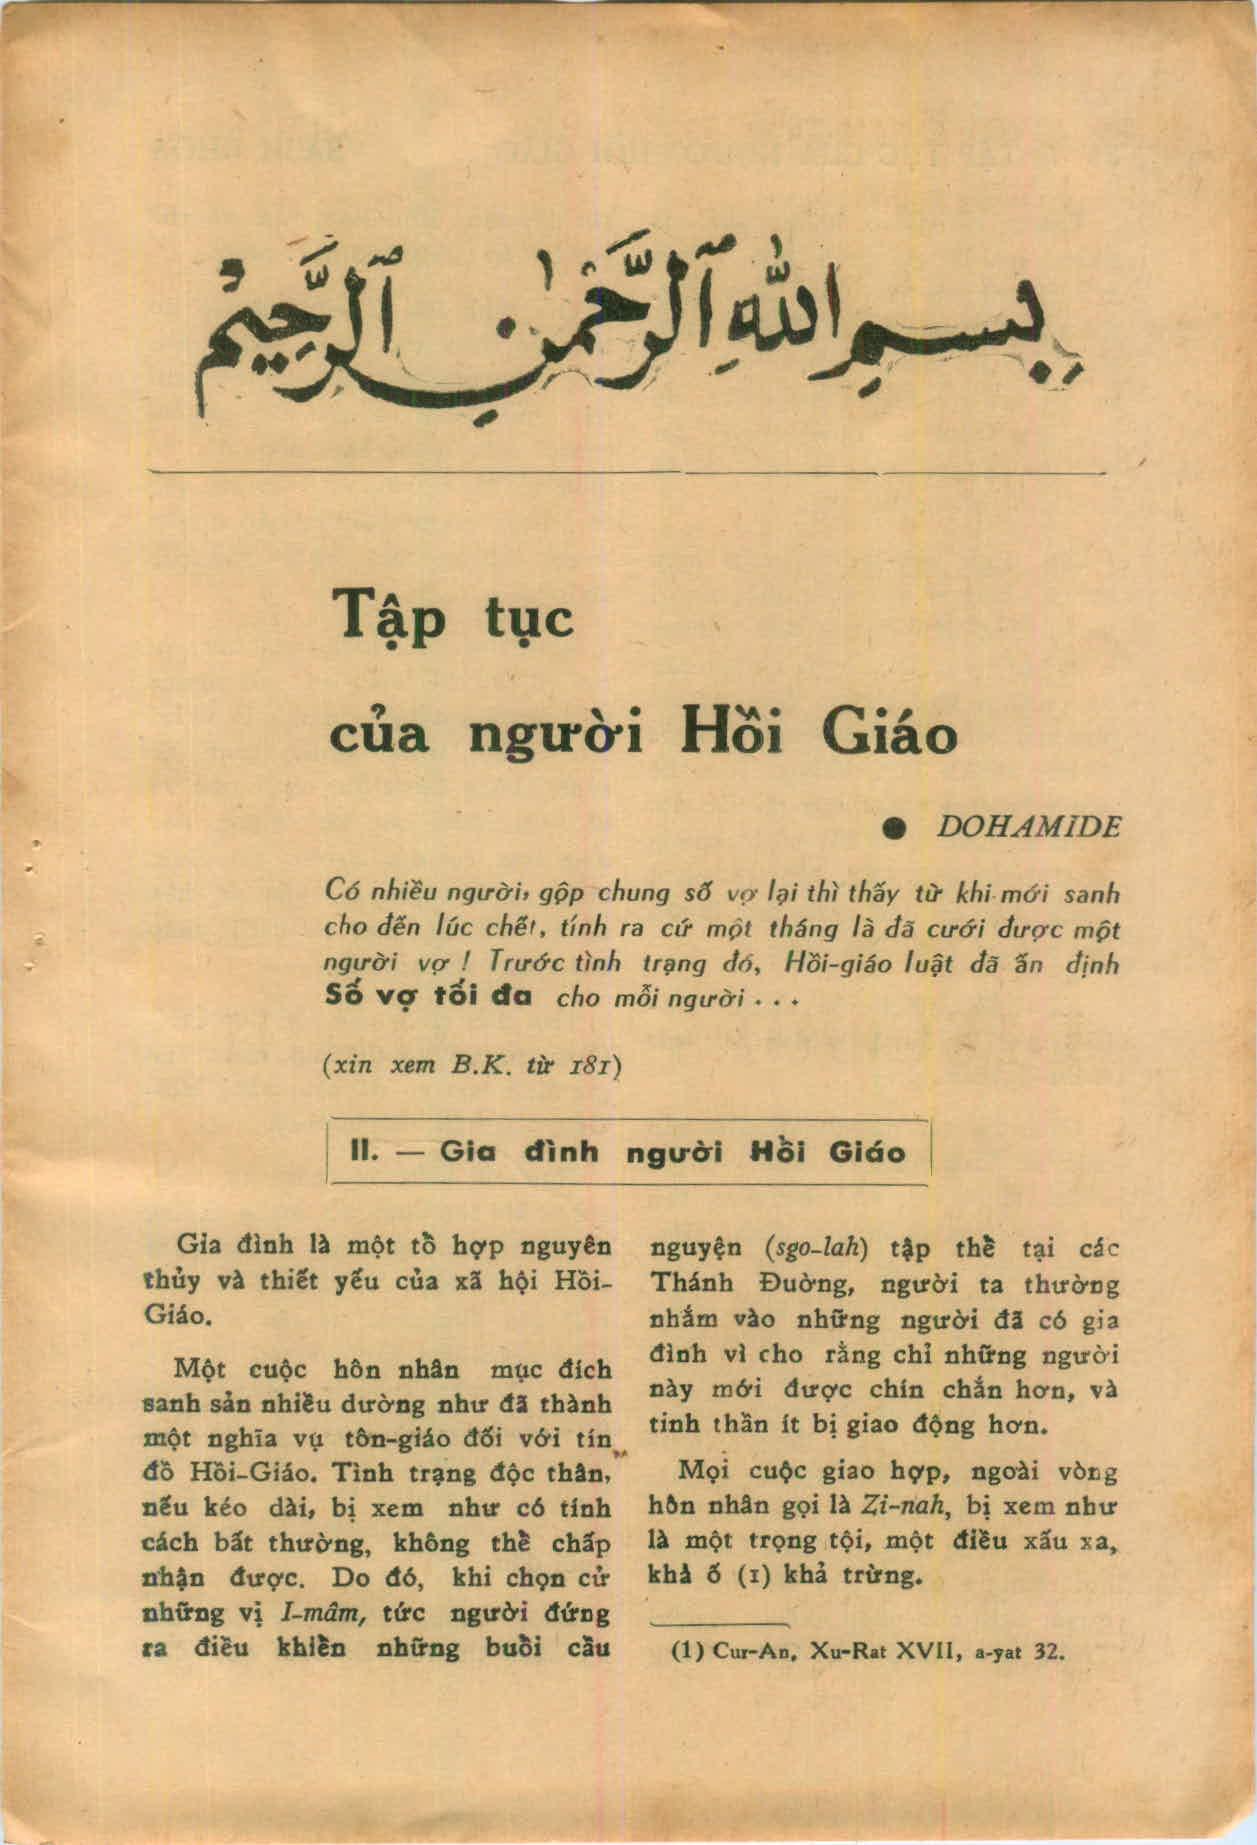 بِسْمِ اللهِ ٱلرَّحْمٰنِ ٱلرَّحِيْمِ
Tập tục
của người Hồi Giáo
● DOHAMIDE
Có nhiều người, gộp chung số vợ lại thì thấy từ khi mới sanh
cho đến lúc chết, tính ra cứ một tháng là đã cưới được một
người vợ ! Trước tình trạng đó, Hồi-giáo luật đã ấn định
Số vợ tối đa cho mỗi người . . .
(xin xem B.K. từ 181)
II. — Gia đình người Hồi Giáo
Gia đình là một tổ hợp nguyên
thủy và thiết yếu của xã hội Hồi-
Giáo.
Một cuộc hôn nhân mục đích
sanh sản nhiều dường như đã thành
một nghĩa vụ tôn-giáo đối với tín
đồ Hồi-Giáo. Tình trạng độc thân,
nếu kéo dài, bị xem như có tính
cách bất thường, không thể chấp
nhận được. Do đó, khi chọn cử
những vị I-mâm, tức người đứng
ra điều khiển những buổi cầu
nguyện (sgo-lah) tập thể tại các
Thánh Đuờng, người ta thường
nhắm vào những người đã có gia
đình vì cho rằng chỉ những người
này mới được chín chắn hơn, và
tinh thần ít bị giao động hơn.
Mọi cuộc giao hợp, ngoài vòng
hôn nhân gọi là Zi-nah, bị xem như
là một trọng tội, một điều xấu xa,
khả ố (1) khả trừng.
(1) Cur-An, Xu-Rat XVII, a-yat 32.